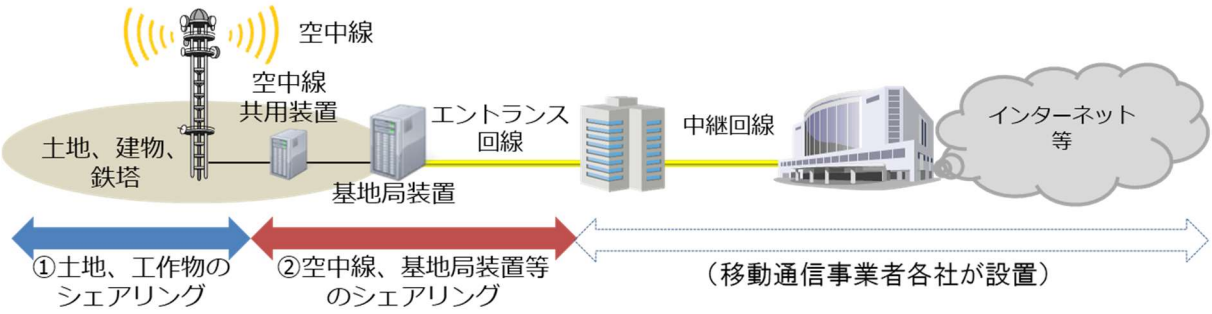 空中線
空中線
共用装置
エントランス
回線
中継回線
インターネット
等
土地、建物、
鉄塔
基地局装置
①土地、工作物の
シェアリング
②空中線、基地局装置等
のシェアリング
（移動通信事業者各社が設置）